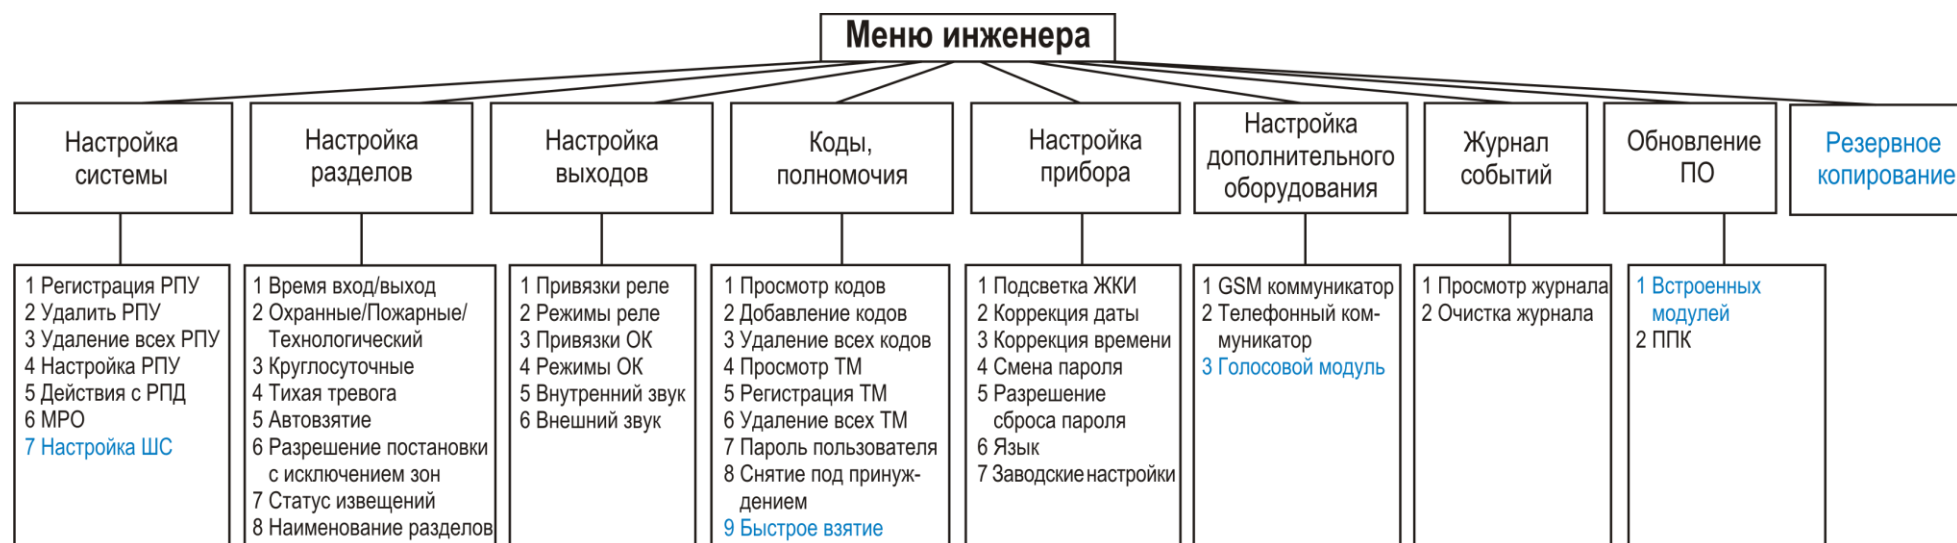 Меню инженера
Настройка
системы
Настройка
разделов
Настройка
выходов
Коды,
полномочия
Настройка
прибора
Настройка
дополнительного
оборудования
Журнал
событий
Обновление
ПО
Резервное
копирование
1 Регистрация РПУ
2 Удалить РПУ
3 Удаление всех РПУ
4 Настройка РПУ
5 Действия с РПД
6 МРО
7 Настройка ШС
1 Время вход/выход
2 Охранные/Пожарные/
Технологический
3 Круглосуточные
4 Тихая тревога
5 Автовзятие
6 Разрешение постановки
с исключением зон
7 Статус извещений
8 Наименование разделов
1 Привязки реле
2 Режимы реле
3 Привязки ОК
4 Режимы ОК
5 Внутренний звук
6 Внешний звук
1 Просмотр кодов
2 Добавление кодов
3 Удаление всех кодов
4 Просмотр ТМ
5 Регистрация ТМ
6 Удаление всех ТМ
7 Пароль пользователя
8 Снятие под принуж-
дением
9 Быстрое взятие
1 Подсветка ЖКИ
2 Коррекция даты
3 Коррекция времени
4 Смена пароля
5 Разрешение
сброса пароля
6 Язык
7 Заводские настройки
1 GSM коммуникатор
2 Телефонный ком-
муникатор
3 Голосовой модуль
1 Просмотр журнала
2 Очистка журнала
1 Встроенных
модулей
2 ППК